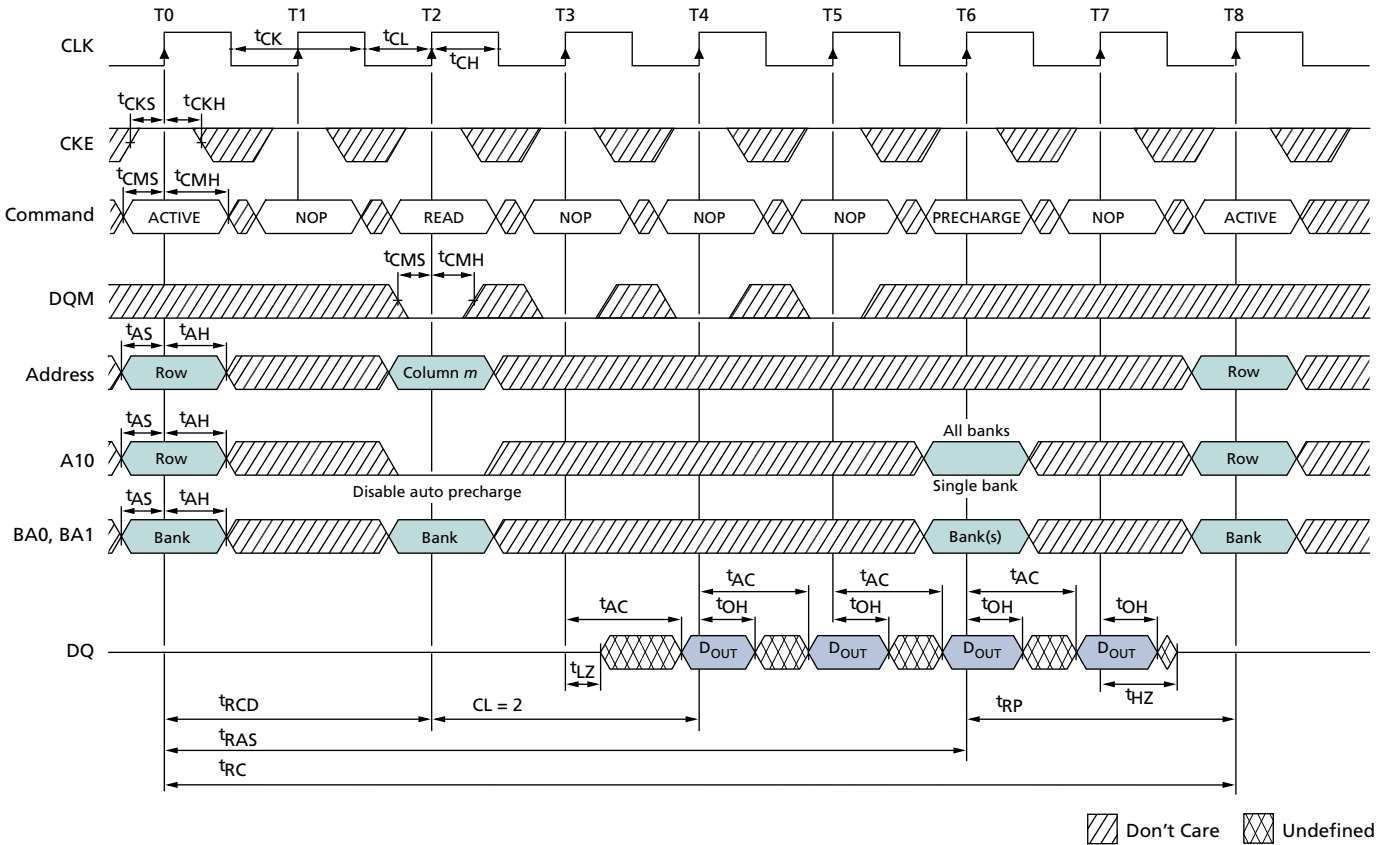 T0 T1 T2 T3 T4 T5 T6 T7 T8
CLK tCK tCL tCH
tCKS tCKH
CKE
tCMS tCMH
Command ACTIVE NOP READ NOP NOP NOP PRECHARGE NOP ACTIVE
tCMS tCMH
DQM
tAS tAH
Address Row Column m Row
tAS tAH All banks
A10 Row Row
Disable auto precharge Single bank
tAS tAH
BA0, BA1 Bank Bank Bank(s) Bank
tAC tAC tAC
tAC tOH tOH tOH tOH
DQ DOUT DOUT DOUT DOUT
tLZ tHZ
tRCD CL = 2 tRP
tRAS
tRC
Don't Care Undefined